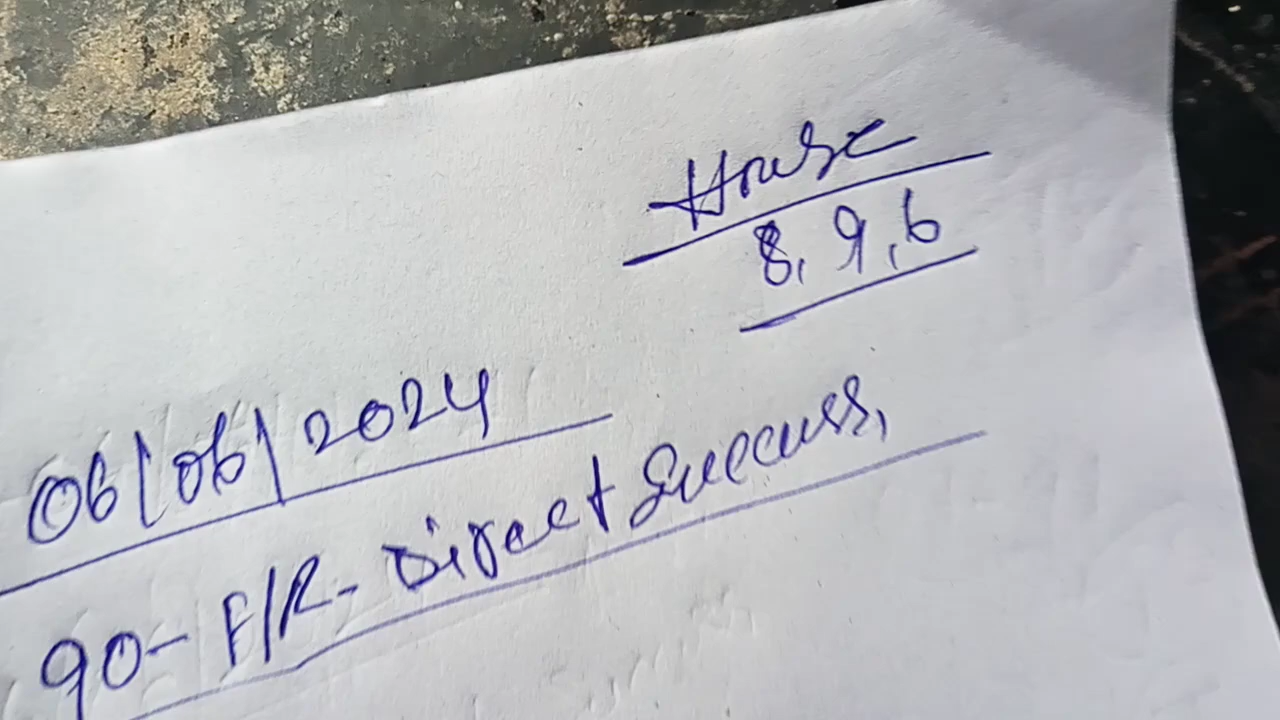 House
8, 9, 6
06/06/2024
90- F/R- Direct Success,